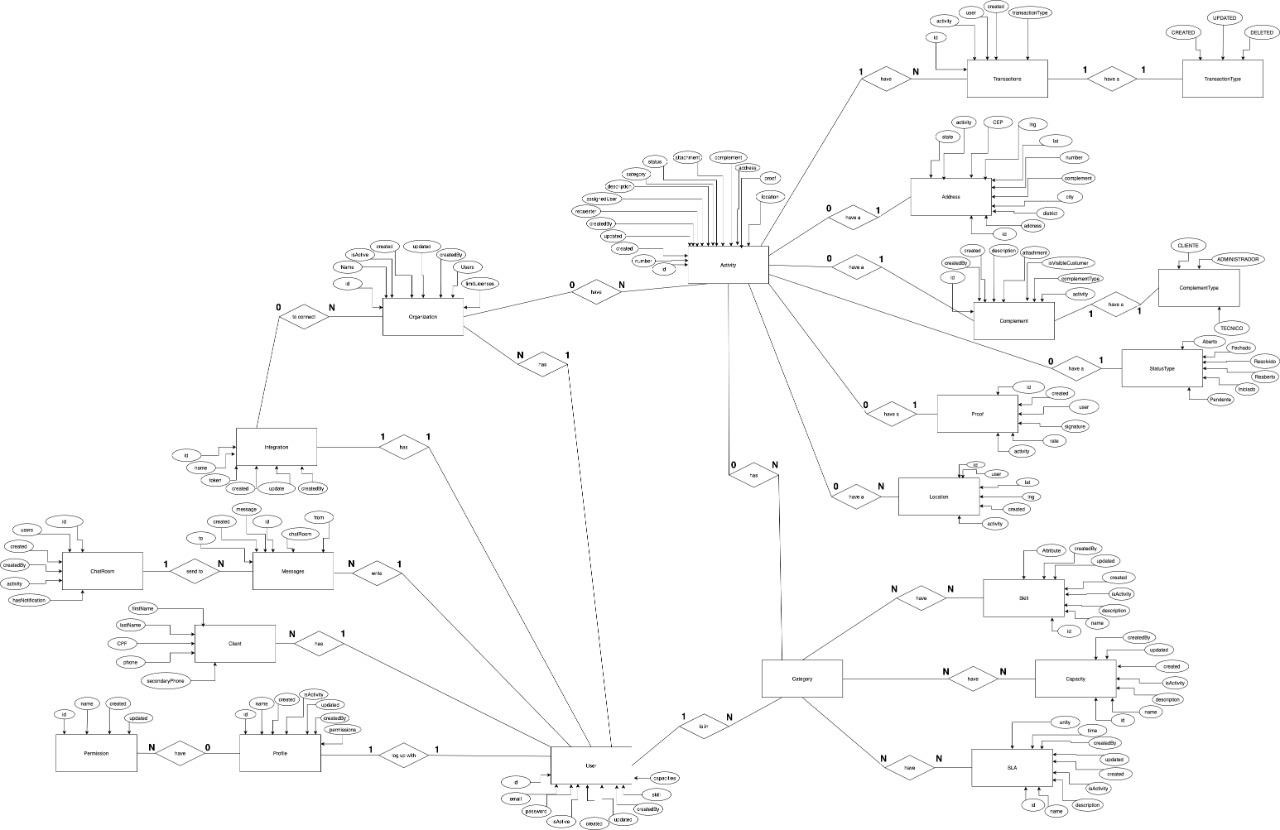 created
user
transactionType
activity
id
Transactions
1
have
N
1
have a
1
TransactionType
CREATED
UPDATED
DELETED
activity
CEP
lng
state
lat
number
complement
city
district
address
id
Address
0
have a
1
status
attachment
complement
address
category
proof
description
location
assignedUser
requester
createdBy
updated
created
number
id
Activity
created
updated
isActive
createdBy
Name
Users
id
limitLicenses
Organization
0
have
N
0
to connect
N
N
has
1
created
description
attachment
createdBy
isVisibleCustumer
complementType
id
activity
Complement
0
have a
1
1
have a
1
CLIENTE
ADMINISTRADOR
TECNICO
ComplementType
Aberto
Fechado
Resolvido
Reaberto
Iniciado
Pendente
StatusType
0
have a
1
id
created
user
signature
rate
activity
Proof
0
have a
1
id
user
lat
lng
created
activity
Location
0
have a
N
0
has
N
id
name
token
created
update
createdBy
Integration
1
has
1
message
from
created
id
to
chatRoom
Messages
id
users
created
createdBy
activity
hasNotification
ChatRoom
1
send to
N
N
write
1
firstName
lastName
CPF
phone
secondaryPhone
Client
N
has
1
name
created
id
updated
Permission
N
have
0
isActivity
name
created
updated
id
createdBy
permissions
Profile
1
log up with
1
User
id
capacities
email
skill
password
createdBy
isActive
created
updated
1
is in
N
Category
Attribute
createdBy
updated
created
isActivity
description
name
id
Skill
N
have
N
createdBy
updated
created
isActivity
description
name
id
Capacity
N
have
N
unity
time
createdBy
updated
created
isActivity
description
name
id
SLA
N
have
N